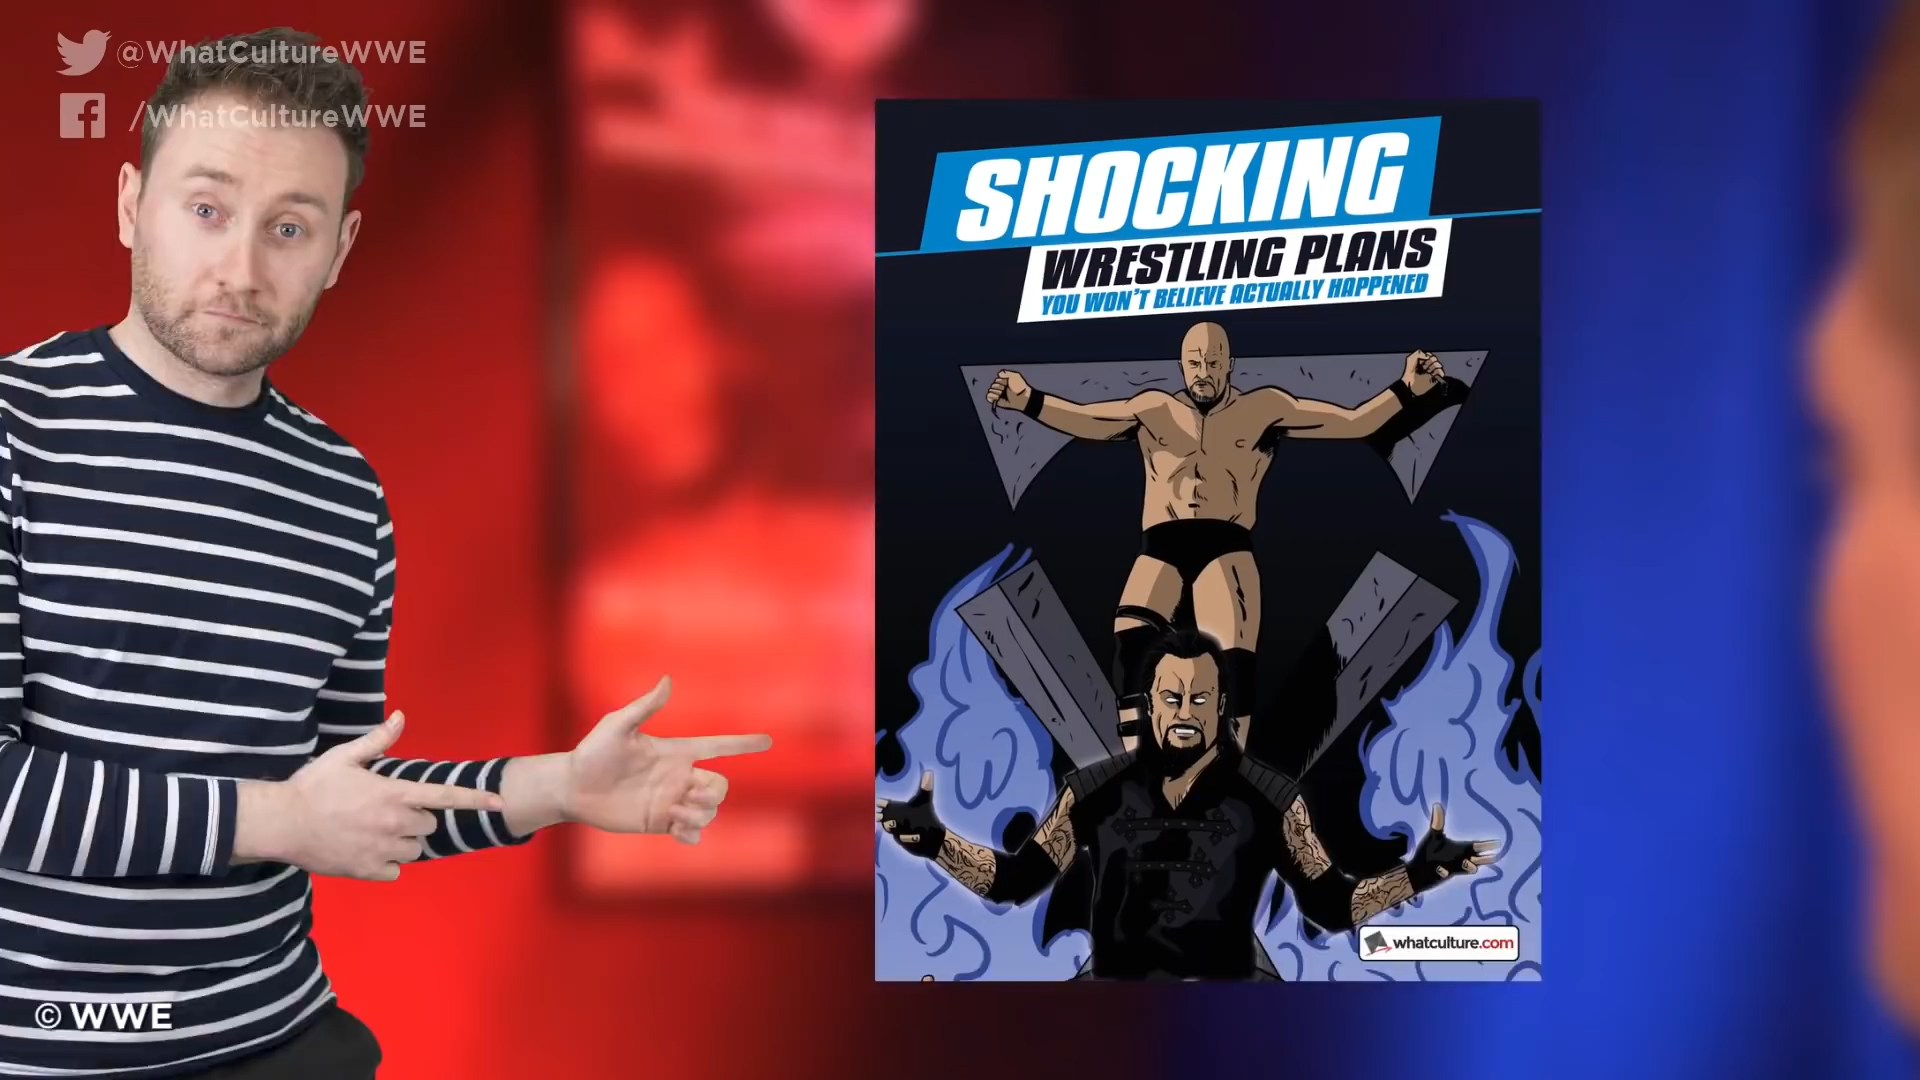 @WhatCultureWWE
/WhatCultureWWE
SHOCKING
WRESTLING PLANS
YOU WON'T BELIEVE ACTUALLY HAPPENED
whatculture.com
© WWE